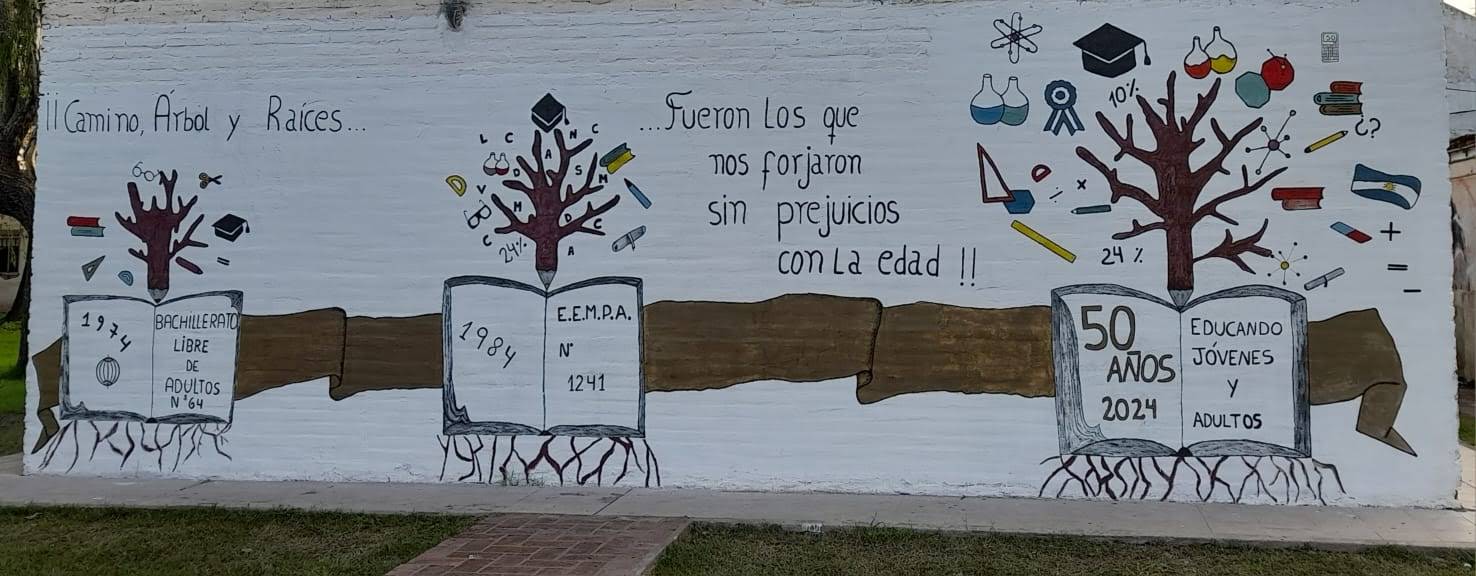 ¡¡Camino, Árbol y Raíces...
...Fueron los que
nos forjaron
sin prejuicios
con la edad !!
1974
BACHILLERATO
LIBRE
DE
ADULTOS
N°64
L C
A N C
D A S M
V
B M D C
C A
24%
1984
E.E.M.P.A.
N°
1241
10%
¿?
x
+
=
24 %
50
AÑOS
2024
EDUCANDO
JÓVENES
Y
ADULTOS